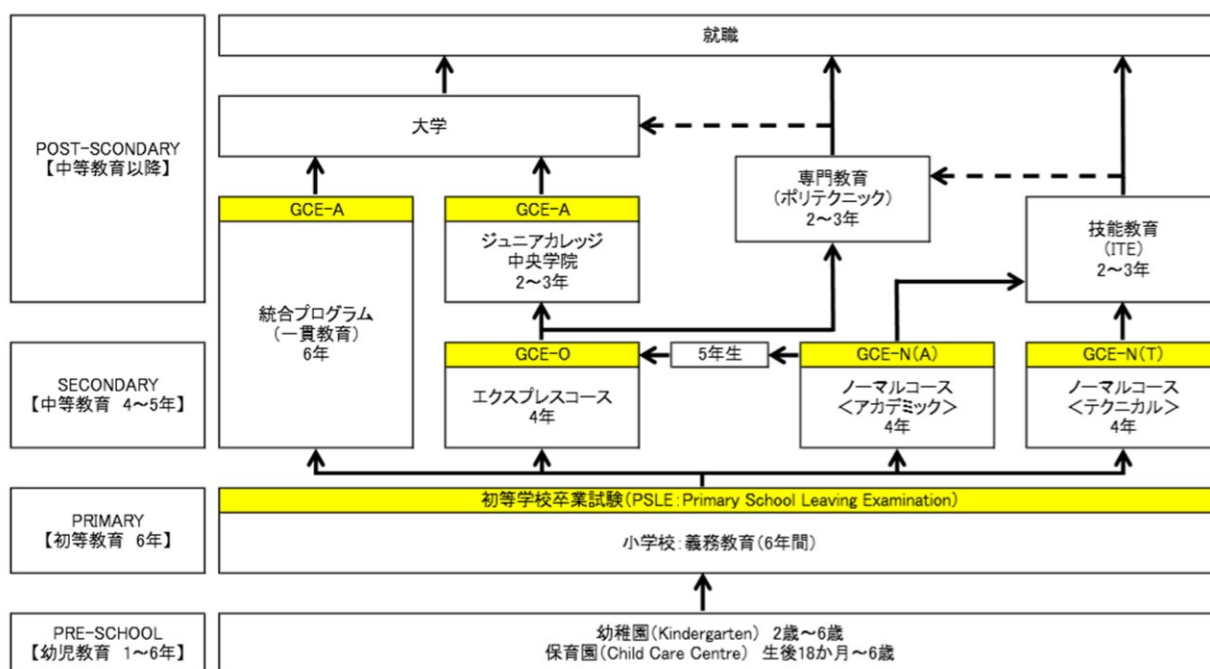 就職
大学
POST-SCONDARY
【中等教育以降】
専門教育
(ポリテクニック)
2～3年
GCE-A
GCE-A
技能教育
(ITE)
2～3年
ジュニアカレッジ
中央学院
2～3年
統合プログラム
(一貫教育)
6年
SECONDARY
【中等教育 4～5年】
GCE-O
5年生
GCE-N(A)
GCE-N(T)
エクスプレスコース
4年
ノーマルコース
＜アカデミック＞
4年
ノーマルコース
＜テクニカル＞
4年
PRIMARY
【初等教育 6年】
初等学校卒業試験(PSLE：Primary School Leaving Examination)
小学校：義務教育(6年間)
PRE-SCHOOL
【幼児教育 1～6年】
幼稚園(Kindergarten) 2歳～6歳
保育園(Child Care Centre) 生後18か月～6歳